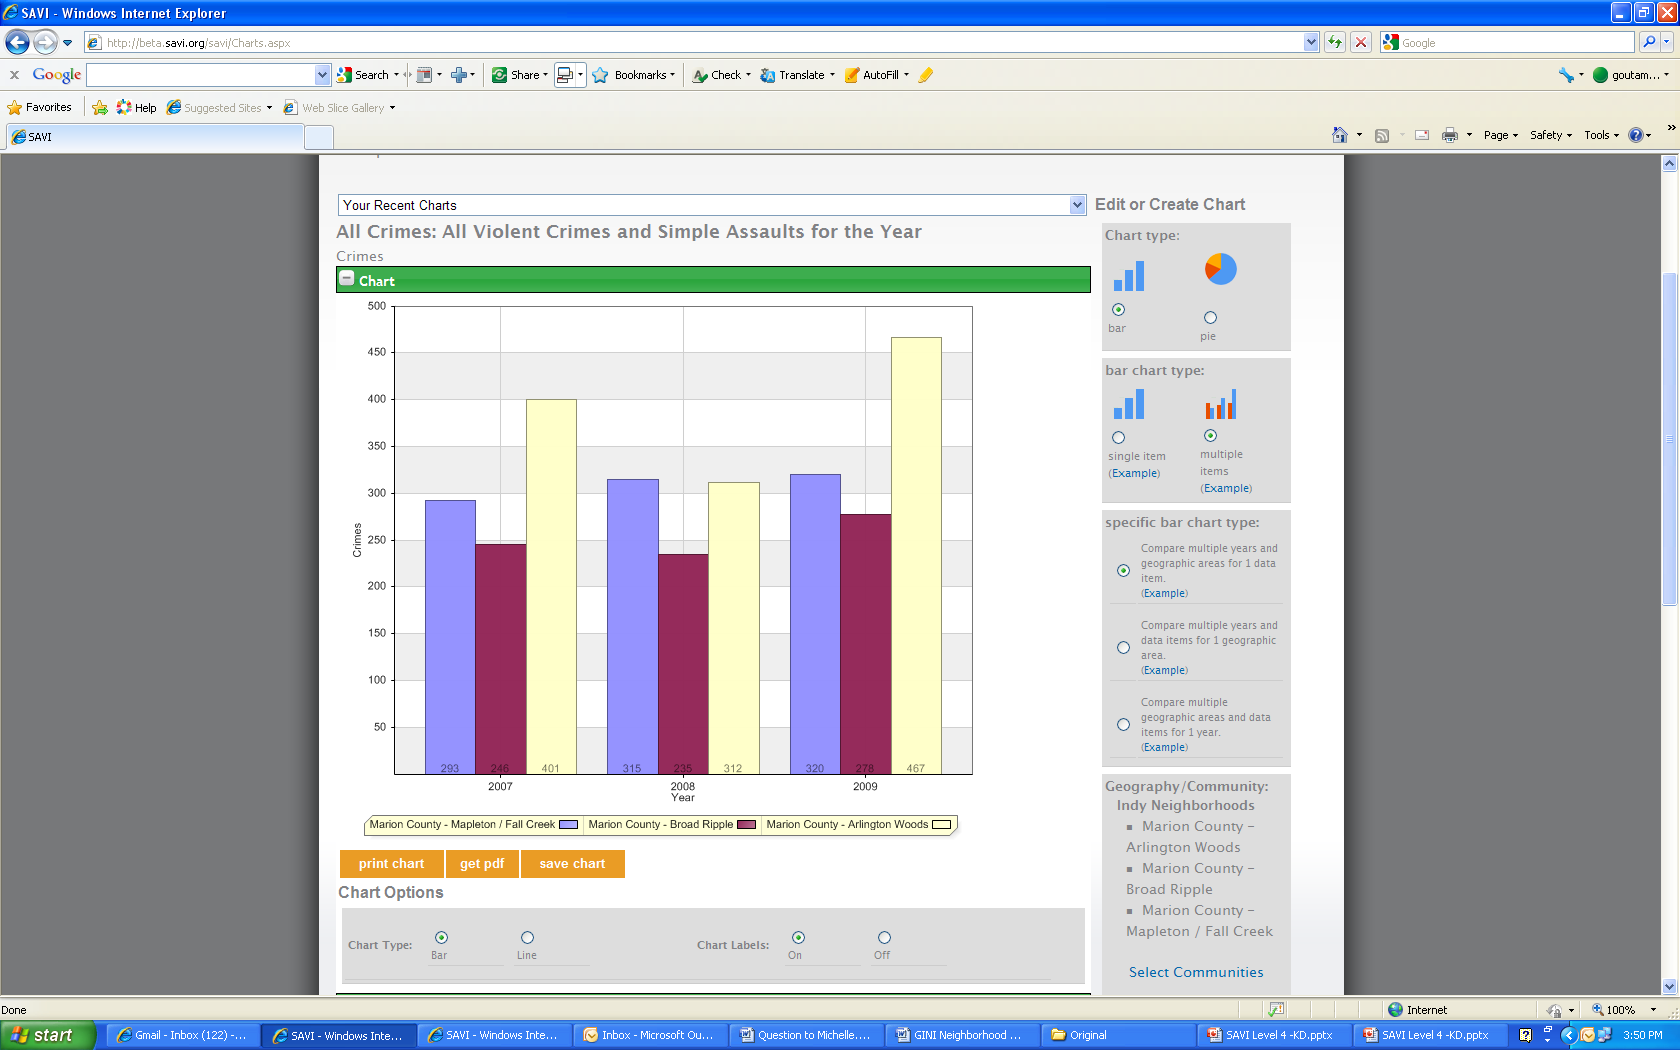 SAVI - Windows Internet Explorer
http://beta.savi.org/savi/Charts.aspx
Google
x Google Search Share Bookmarks Check Translate AutoFill goutam...
Favorites Help Suggested Sites Web Slice Gallery
SAVI
Page Safety Tools
Your Recent Charts
Edit or Create Chart
All Crimes: All Violent Crimes and Simple Assaults for the Year
Crimes
Chart
500
450
400
350
300
250
200
150
100
50
Crimes
293 246 401 315 235 312 320 278 467
2007 2008 2009
Year
Marion County - Mapleton / Fall Creek Marion County - Broad Ripple Marion County - Arlington Woods
print chart get pdf save chart
Chart Options
Chart Type: Bar Line Chart Labels: On Off
Chart type:
bar
pie
bar chart type:
single item
(Example)
multiple
items
(Example)
specific bar chart type:
Compare multiple years and
geographic areas for 1 data
item.
(Example)
Compare multiple years and
data items for 1 geographic
area.
(Example)
Compare multiple
geographic areas and data
items for 1 year.
(Example)
Geography/Community:
Indy Neighborhoods
Marion County -
Arlington Woods
Marion County -
Broad Ripple
Marion County -
Mapleton / Fall Creek
Select Communities
Done Internet 100%
start Gmail - Inbox (122) -... SAVI - Windows Inte... SAVI - Windows Inte... Inbox - Microsoft Ou... Question to Michelle.... GINI Neighborhood ... Original SAVI Level 4 -KD.pptx SAVI Level 4 -KD.pptx 3:50 PM